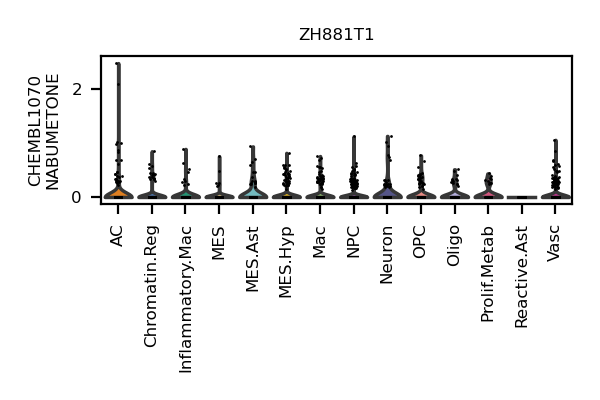 ZH881T1
CHEMBL1070
NABUMETONE
2
0
AC
Chromatin.Reg
Inflammatory.Mac
MES
MES.Ast
MES.Hyp
Mac
NPC
Neuron
OPC
Oligo
Prolif.Metab
Reactive.Ast
Vasc